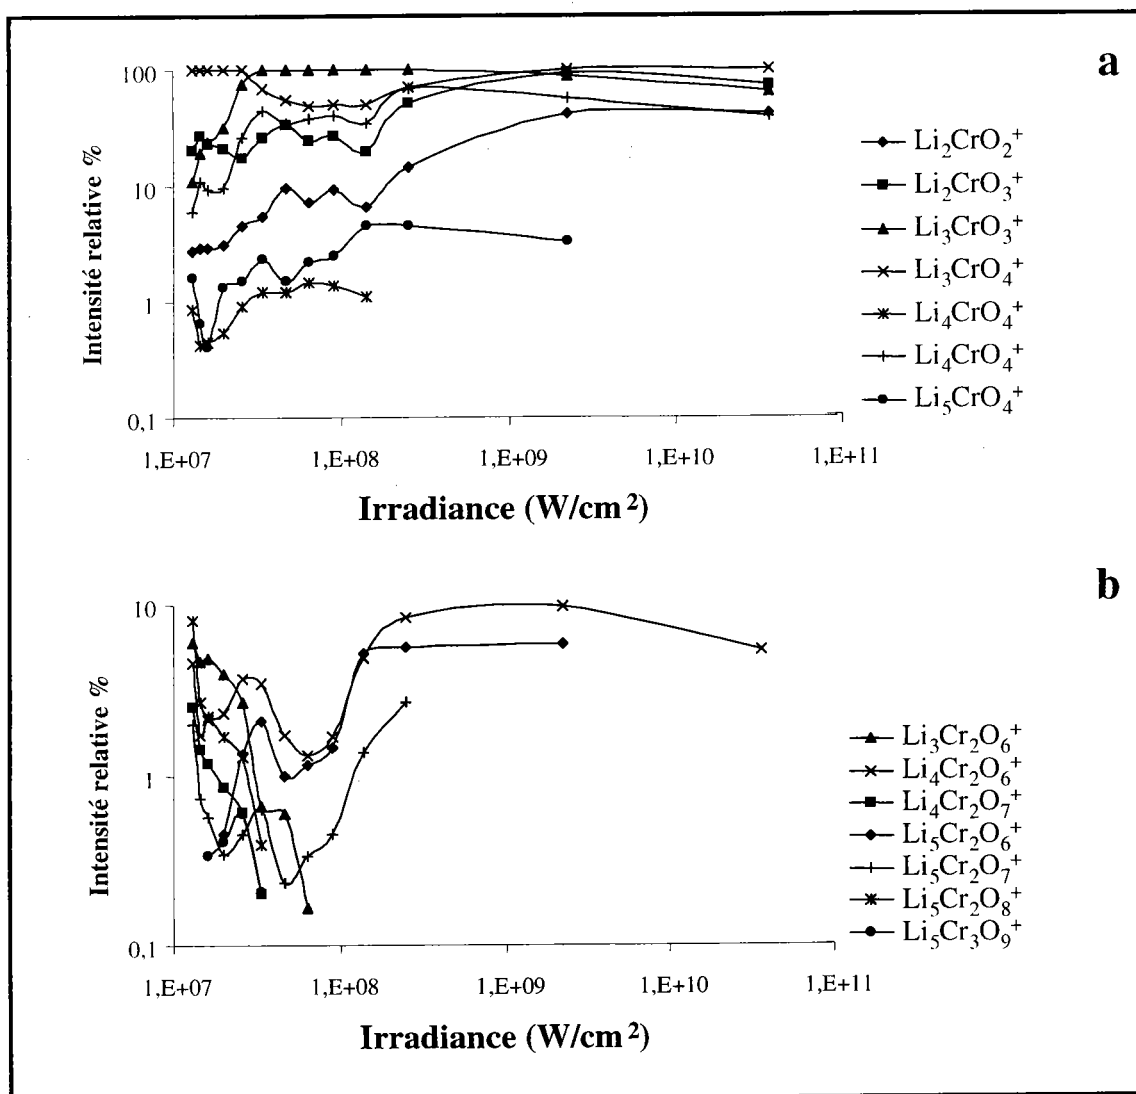 a
100
10
1
0,1
Intensité relative %
1,E+07 1,E+08 1,E+09 1,E+10 1,E+11
Irradiance (W/cm²)
Li₂CrO₂⁺
Li₂CrO₃⁺
Li₃CrO₃⁺
Li₃CrO₄⁺
Li₄CrO₄⁺
Li₄CrO₄⁺
Li₅CrO₄⁺
b
10
1
0,1
Intensité relative %
1,E+07 1,E+08 1,E+09 1,E+10 1,E+11
Irradiance (W/cm²)
Li₃Cr₂O₆⁺
Li₄Cr₂O₆⁺
Li₄Cr₂O₇⁺
Li₅Cr₂O₆⁺
Li₅Cr₂O₇⁺
Li₅Cr₂O₈⁺
Li₅Cr₃O₉⁺